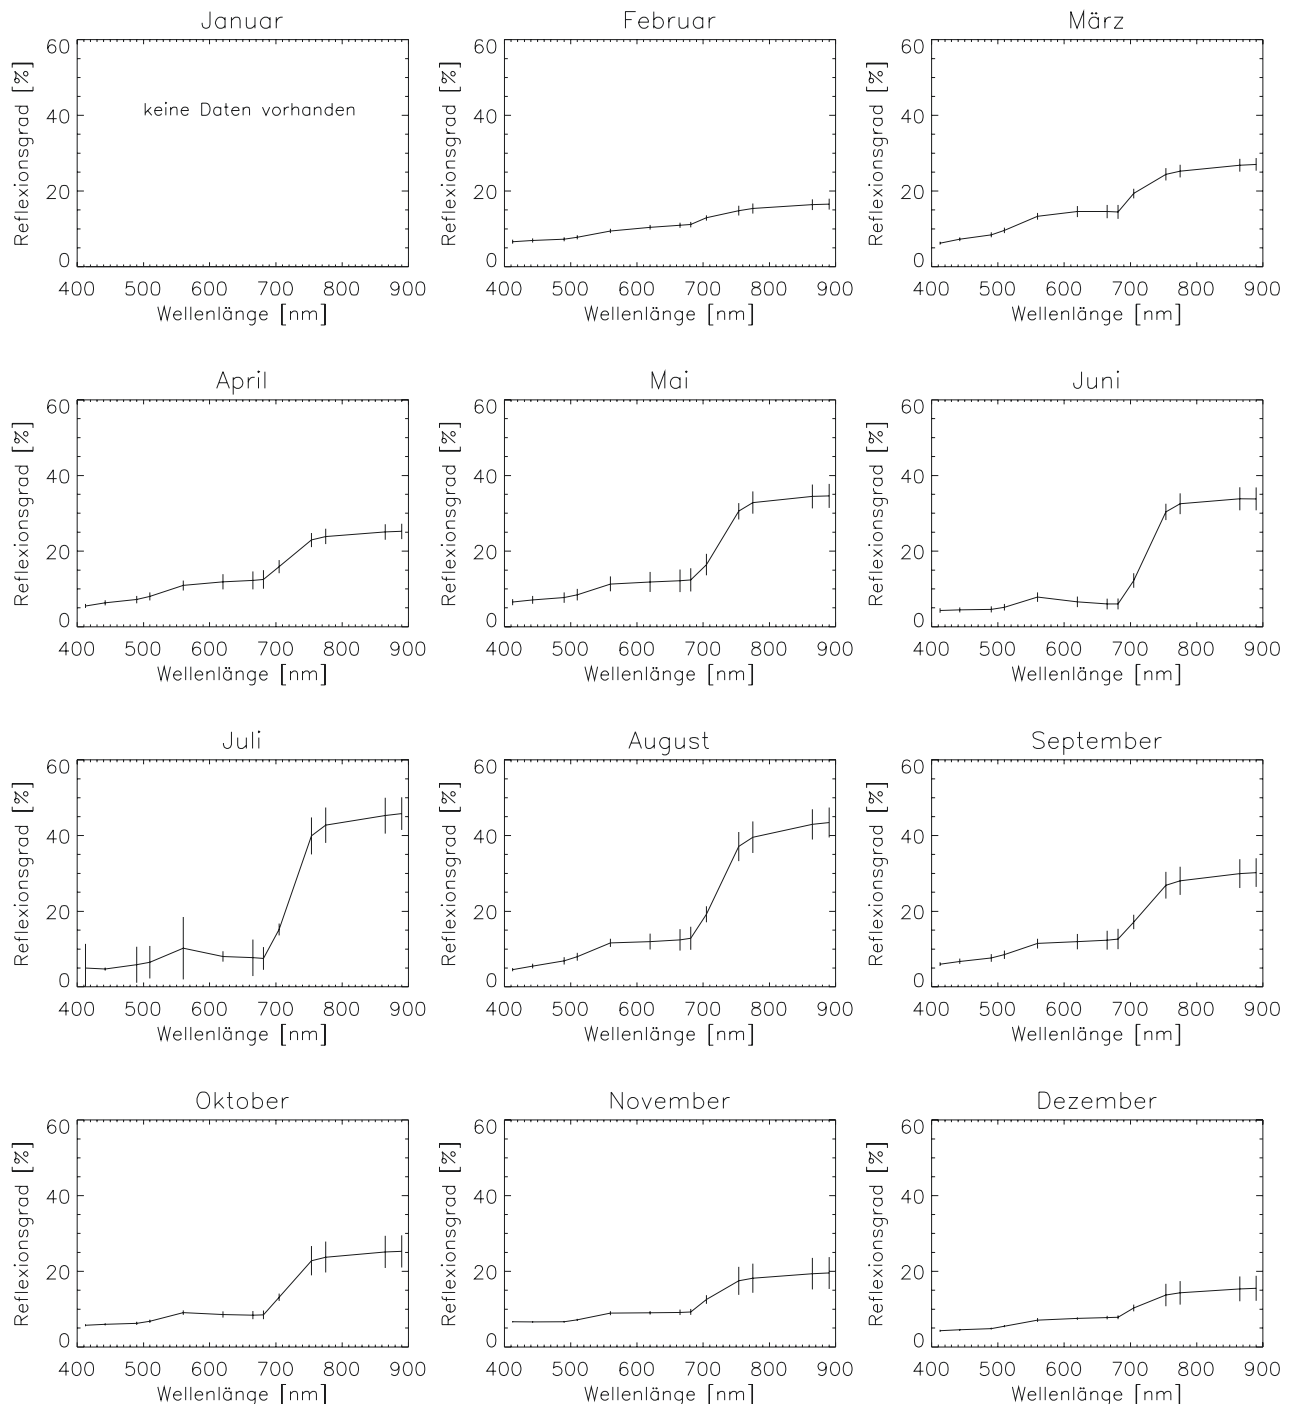 Januar
Februar
März
60
40
20
0
Reflexionsgrad [%]
keine Daten vorhanden
400 500 600 700 800 900
Wellenlänge [nm]
60
40
20
0
Reflexionsgrad [%]
400 500 600 700 800 900
Wellenlänge [nm]
60
40
20
0
Reflexionsgrad [%]
400 500 600 700 800 900
Wellenlänge [nm]
April
Mai
Juni
60
40
20
0
Reflexionsgrad [%]
400 500 600 700 800 900
Wellenlänge [nm]
60
40
20
0
Reflexionsgrad [%]
400 500 600 700 800 900
Wellenlänge [nm]
60
40
20
0
Reflexionsgrad [%]
400 500 600 700 800 900
Wellenlänge [nm]
Juli
August
September
60
40
20
0
Reflexionsgrad [%]
400 500 600 700 800 900
Wellenlänge [nm]
60
40
20
0
Reflexionsgrad [%]
400 500 600 700 800 900
Wellenlänge [nm]
60
40
20
0
Reflexionsgrad [%]
400 500 600 700 800 900
Wellenlänge [nm]
Oktober
November
Dezember
60
40
20
0
Reflexionsgrad [%]
400 500 600 700 800 900
Wellenlänge [nm]
60
40
20
0
Reflexionsgrad [%]
400 500 600 700 800 900
Wellenlänge [nm]
60
40
20
0
Reflexionsgrad [%]
400 500 600 700 800 900
Wellenlänge [nm]